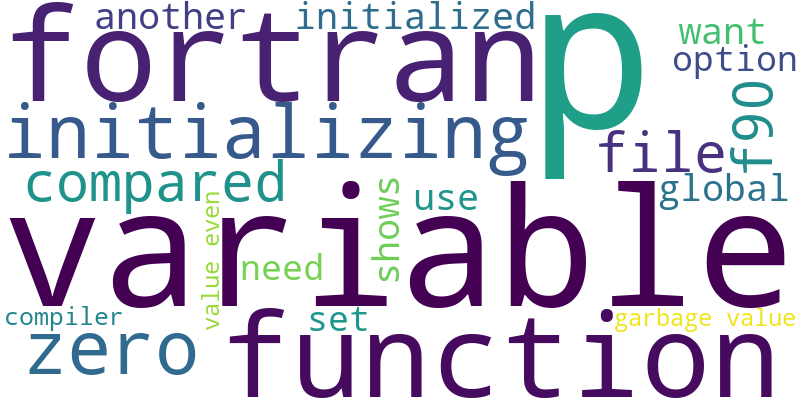 another initialized
want
fortran
p
option
initializing
file
f90
compared
shows
use
global
value even
variable
need
compiler
set
garbage value
zero
function